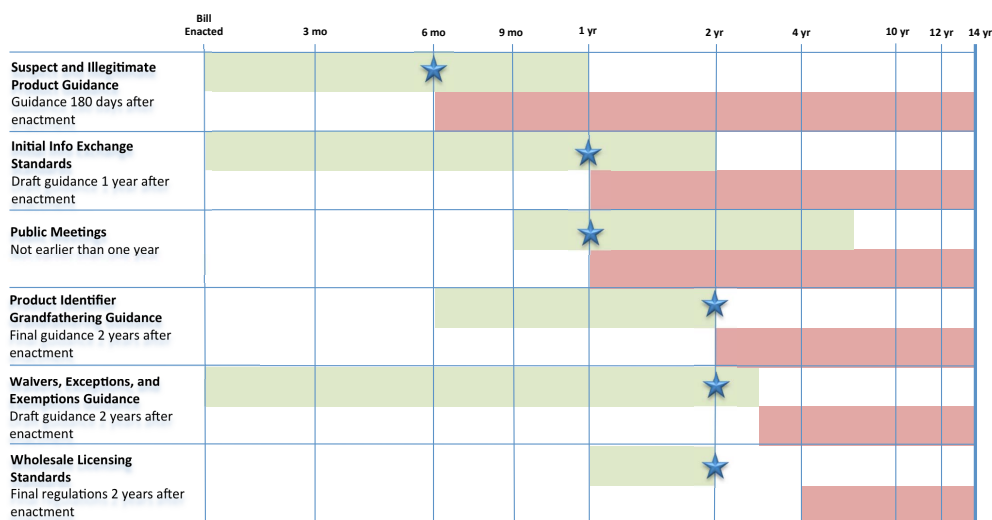 Bill
Enacted
3 mo
6 mo
9 mo
1 yr
2 yr
4 yr
10 yr
12 yr
14 yr
Suspect and Illegitimate
Product Guidance
Guidance 180 days after
enactment
Initial Info Exchange
Standards
Draft guidance 1 year after
enactment
Public Meetings
Not earlier than one year
Product Identifier
Grandfathering Guidance
Final guidance 2 years after
enactment
Waivers, Exceptions, and
Exemptions Guidance
Draft guidance 2 years after
enactment
Wholesale Licensing
Standards
Final regulations 2 years after
enactment